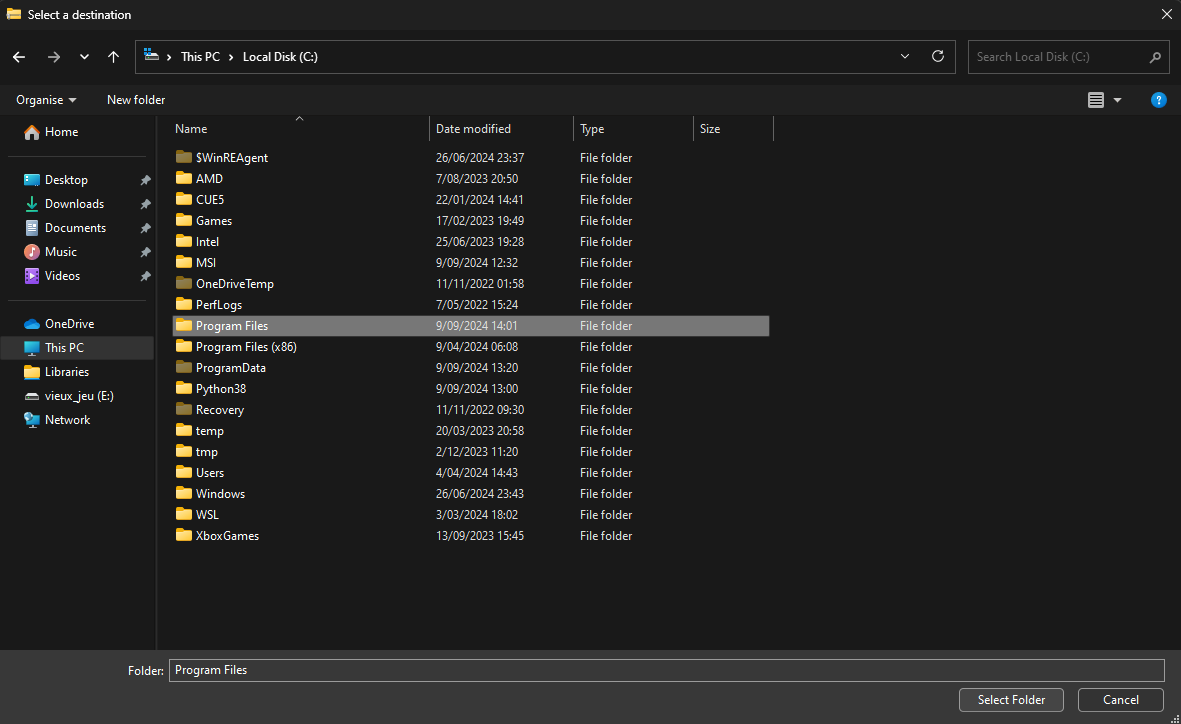 Select a destination
This PC > Local Disk (C:)
Search Local Disk (C:)
Organise
New folder
Home
Desktop
Downloads
Documents
Music
Videos
OneDrive
This PC
Libraries
vieux_jeu (E:)
Network
Name Date modified Type Size
$WinREAgent 26/06/2024 23:37 File folder
AMD 7/08/2023 20:50 File folder
CUE5 22/01/2024 14:41 File folder
Games 17/02/2023 19:49 File folder
Intel 25/06/2023 19:28 File folder
MSI 9/09/2024 12:32 File folder
OneDriveTemp 11/11/2022 01:58 File folder
PerfLogs 7/05/2022 15:24 File folder
Program Files 9/09/2024 14:01 File folder
Program Files (x86) 9/04/2024 06:08 File folder
ProgramData 9/09/2024 13:20 File folder
Python38 9/09/2024 13:00 File folder
Recovery 11/11/2022 09:30 File folder
temp 20/03/2023 20:58 File folder
tmp 2/12/2023 11:20 File folder
Users 4/04/2024 14:43 File folder
Windows 26/06/2024 23:43 File folder
WSL 3/03/2024 18:02 File folder
XboxGames 13/09/2023 15:45 File folder
Folder: Program Files
Select Folder
Cancel